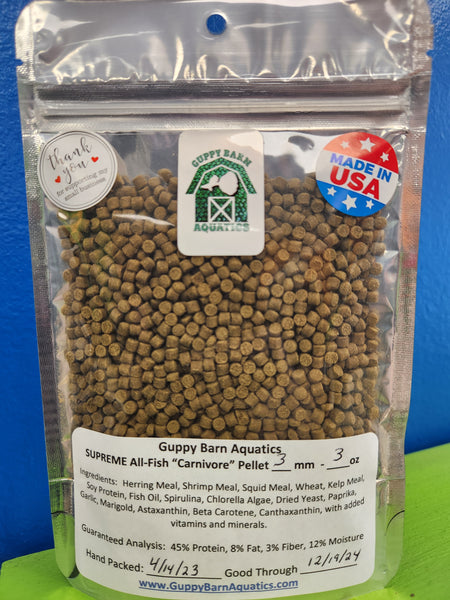 thank
you
for supporting my
small business
GUPPY BARN
AQUATICS
MADE IN
USA
Guppy Barn Aquatics
SUPREME All-Fish “Carnivore” Pellet 3 mm - 3 oz
Ingredients: Herring Meal, Shrimp Meal, Squid Meal, Wheat, Kelp Meal,
Soy Protein, Fish Oil, Spirulina, Chlorella Algae, Dried Yeast, Paprika,
Garlic, Marigold, Astaxanthin, Beta Carotene, Canthaxanthin, with added
vitamins and minerals.
Guaranteed Analysis: 45% Protein, 8% Fat, 3% Fiber, 12% Moisture
Hand Packed: 4/14/23 Good Through 12/19/24
www.GuppyBarnAquatics.com